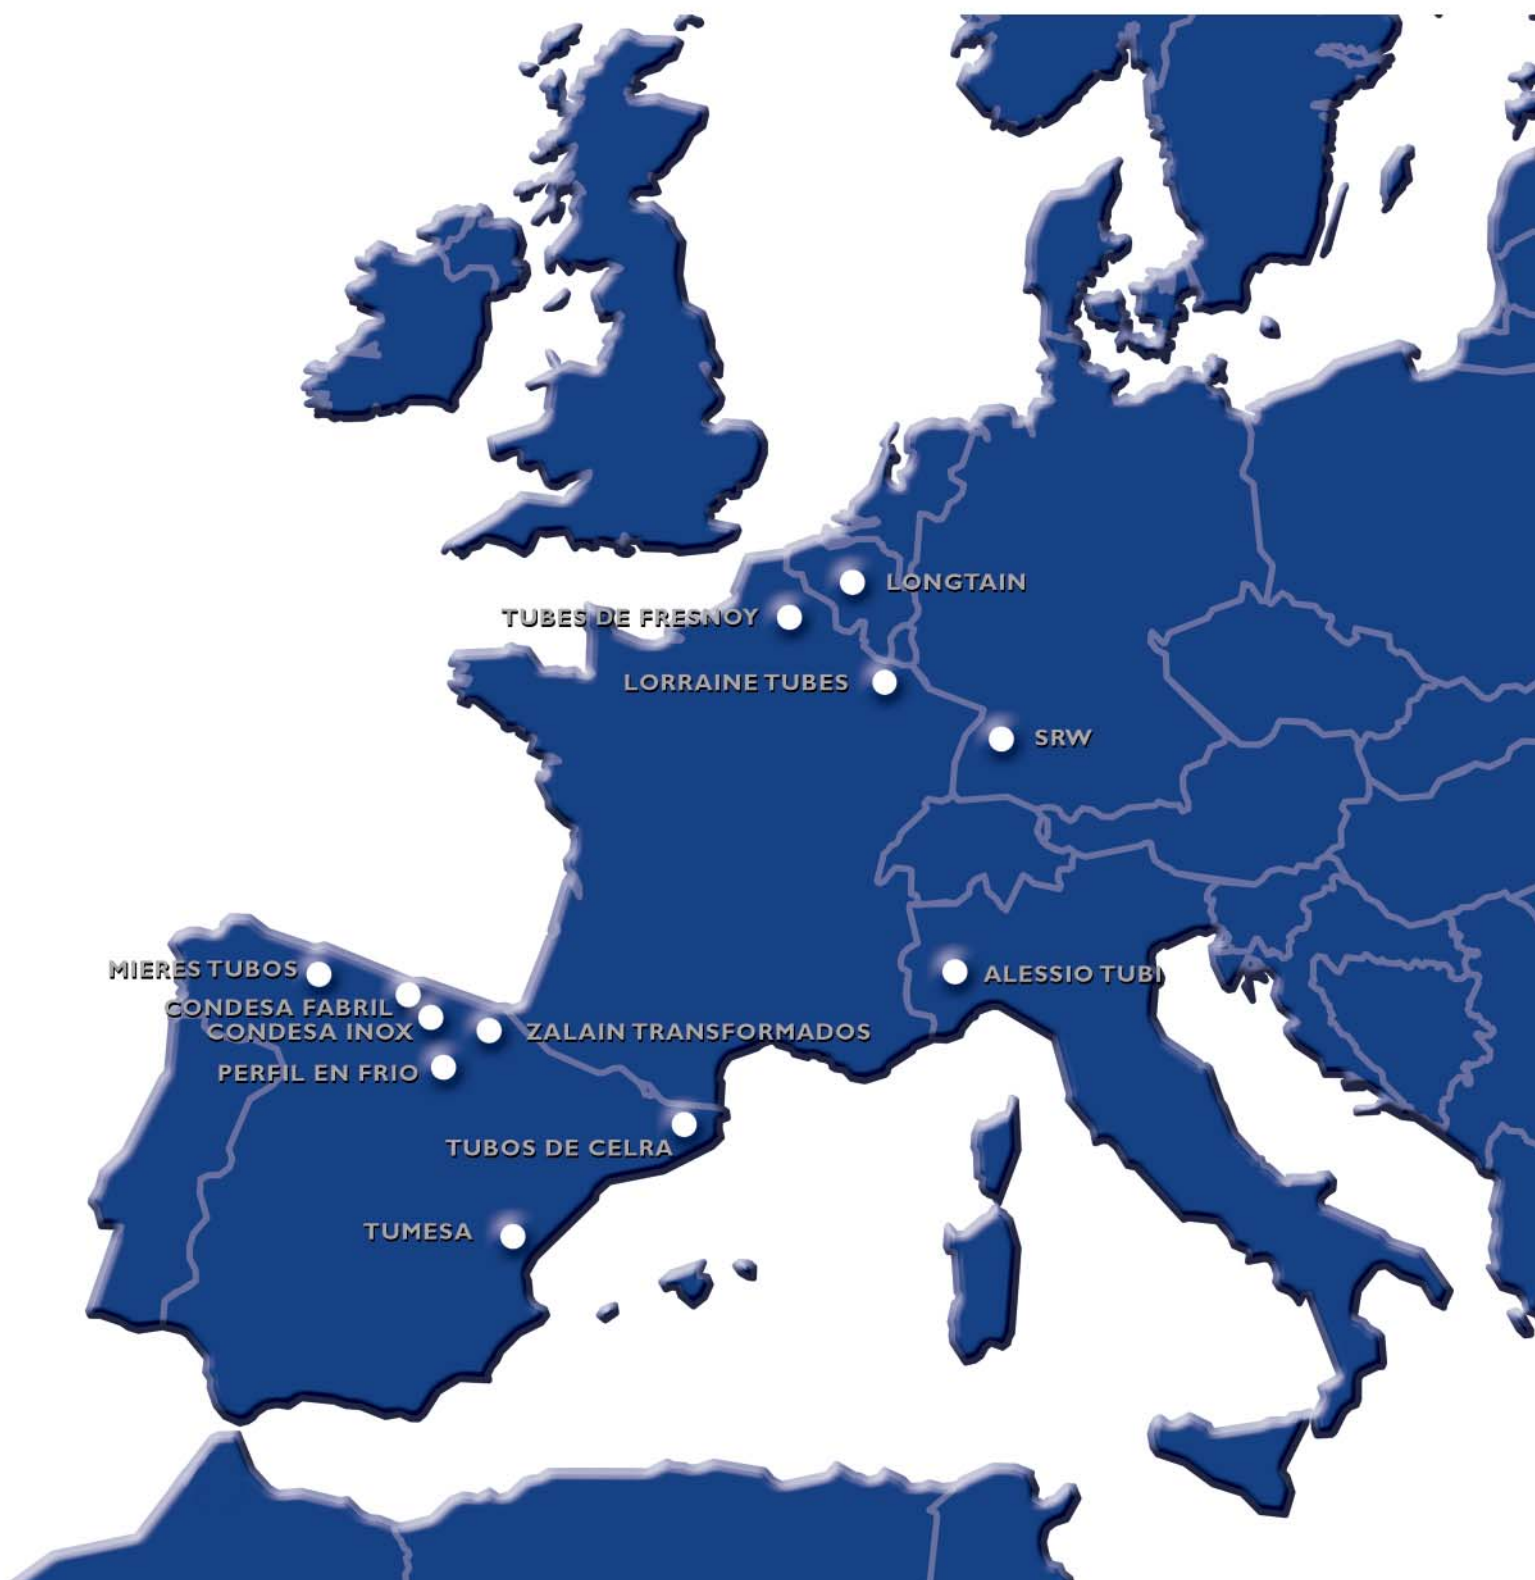 LONGTAIN
TUBES DE FRESNOY
LORRAINE TUBES
SRW
MIERES TUBOS
ALESSIO TUBI
CONDESA FABRIL
CONDESA INOX
ZALAIN TRANSFORMADOS
PERFIL EN FRIO
TUBOS DE CELRA
TUMESA